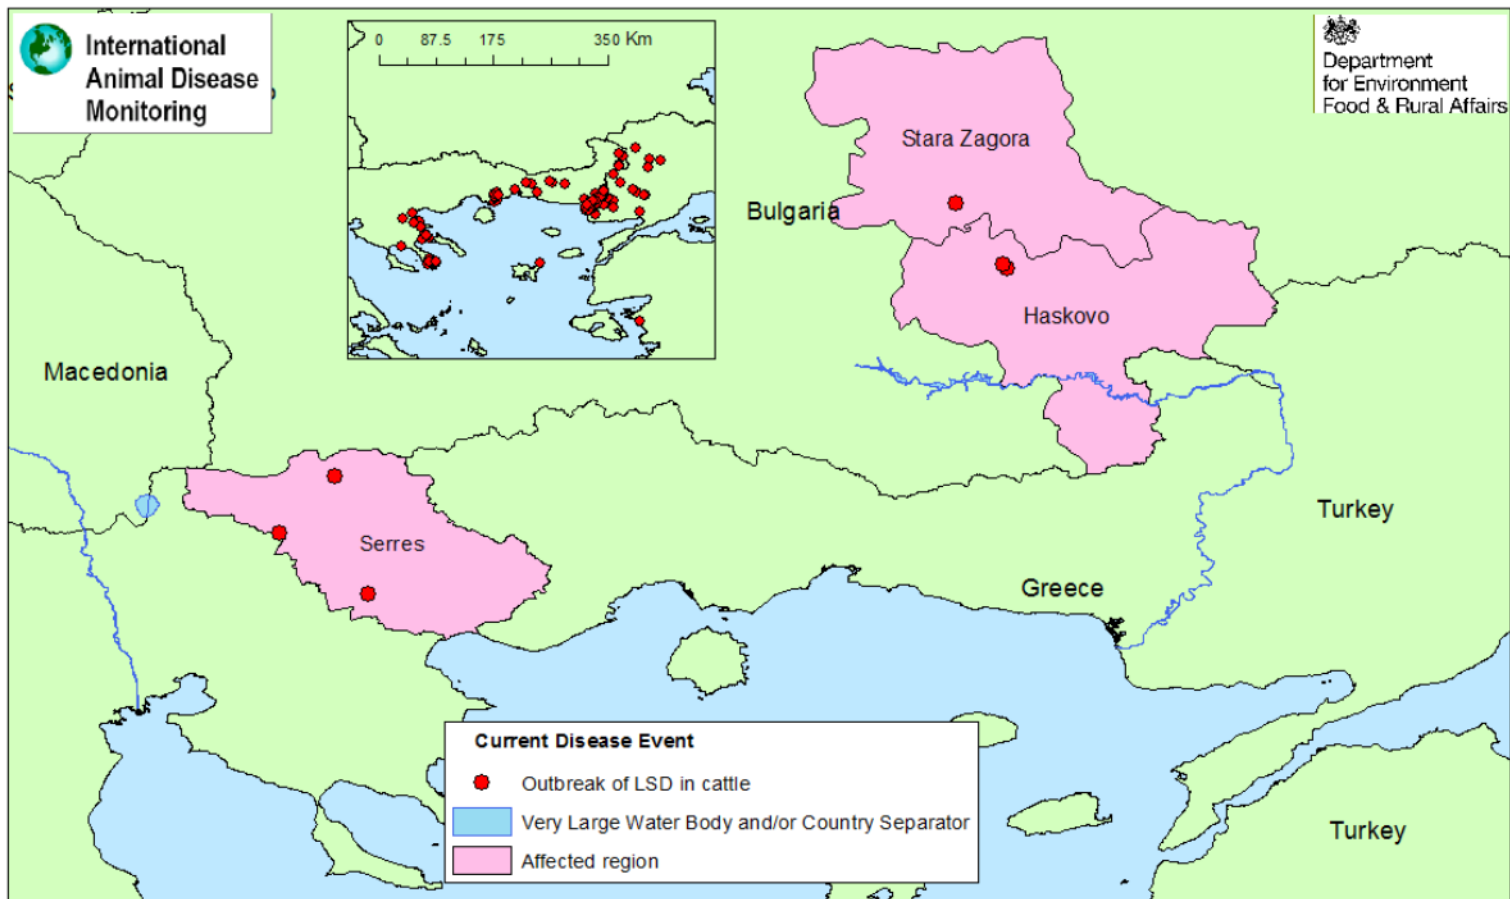 International
Animal Disease
Monitoring
0 87.5 175 350 Km
Department
for Environment
Food & Rural Affairs
Stara Zagora
Bulgaria
Haskovo
Macedonia
Turkey
Serres
Greece
Current Disease Event
Outbreak of LSD in cattle
Very Large Water Body and/or Country Separator
Affected region
Turkey